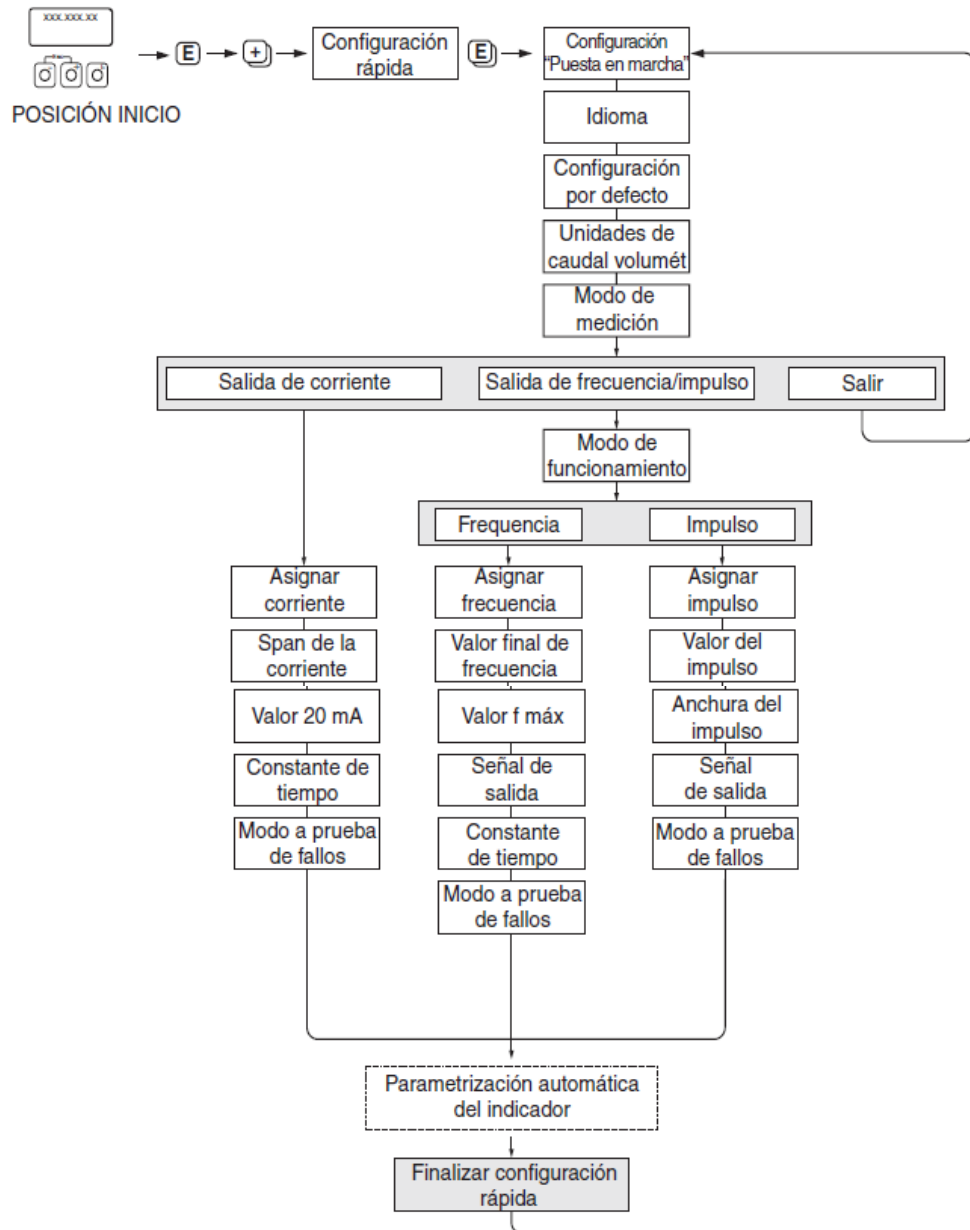 xxx.xxx.xx
POSICIÓN INICIO
E
+
Configuración
rápida
E
Configuración
"Puesta en marcha"
Idioma
Configuración
por defecto
Unidades de
caudal volumét
Modo de
medición
Salida de corriente
Salida de frecuencia/impulso
Salir
Modo de
funcionamiento
Frequencia
Impulso
Asignar
corriente
Span de la
corriente
Valor 20 mA
Constante de
tiempo
Modo a prueba
de fallos
Asignar
frecuencia
Valor final de
frecuencia
Valor f máx
Señal de
salida
Constante
de tiempo
Modo a prueba
de fallos
Asignar
impulso
Valor del
impulso
Anchura del
impulso
Señal
de salida
Modo a prueba
de fallos
Parametrización automática
del indicador
Finalizar configuración
rápida